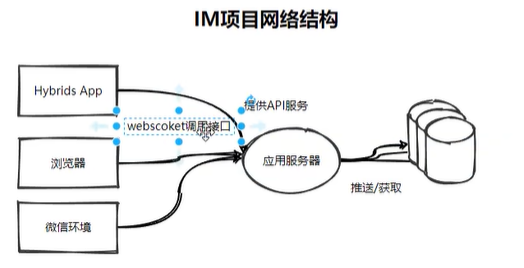 IM项目网络结构
Hybrids App
提供API服务
webscoket调用接口
浏览器
应用服务器
推送/获取
微信环境